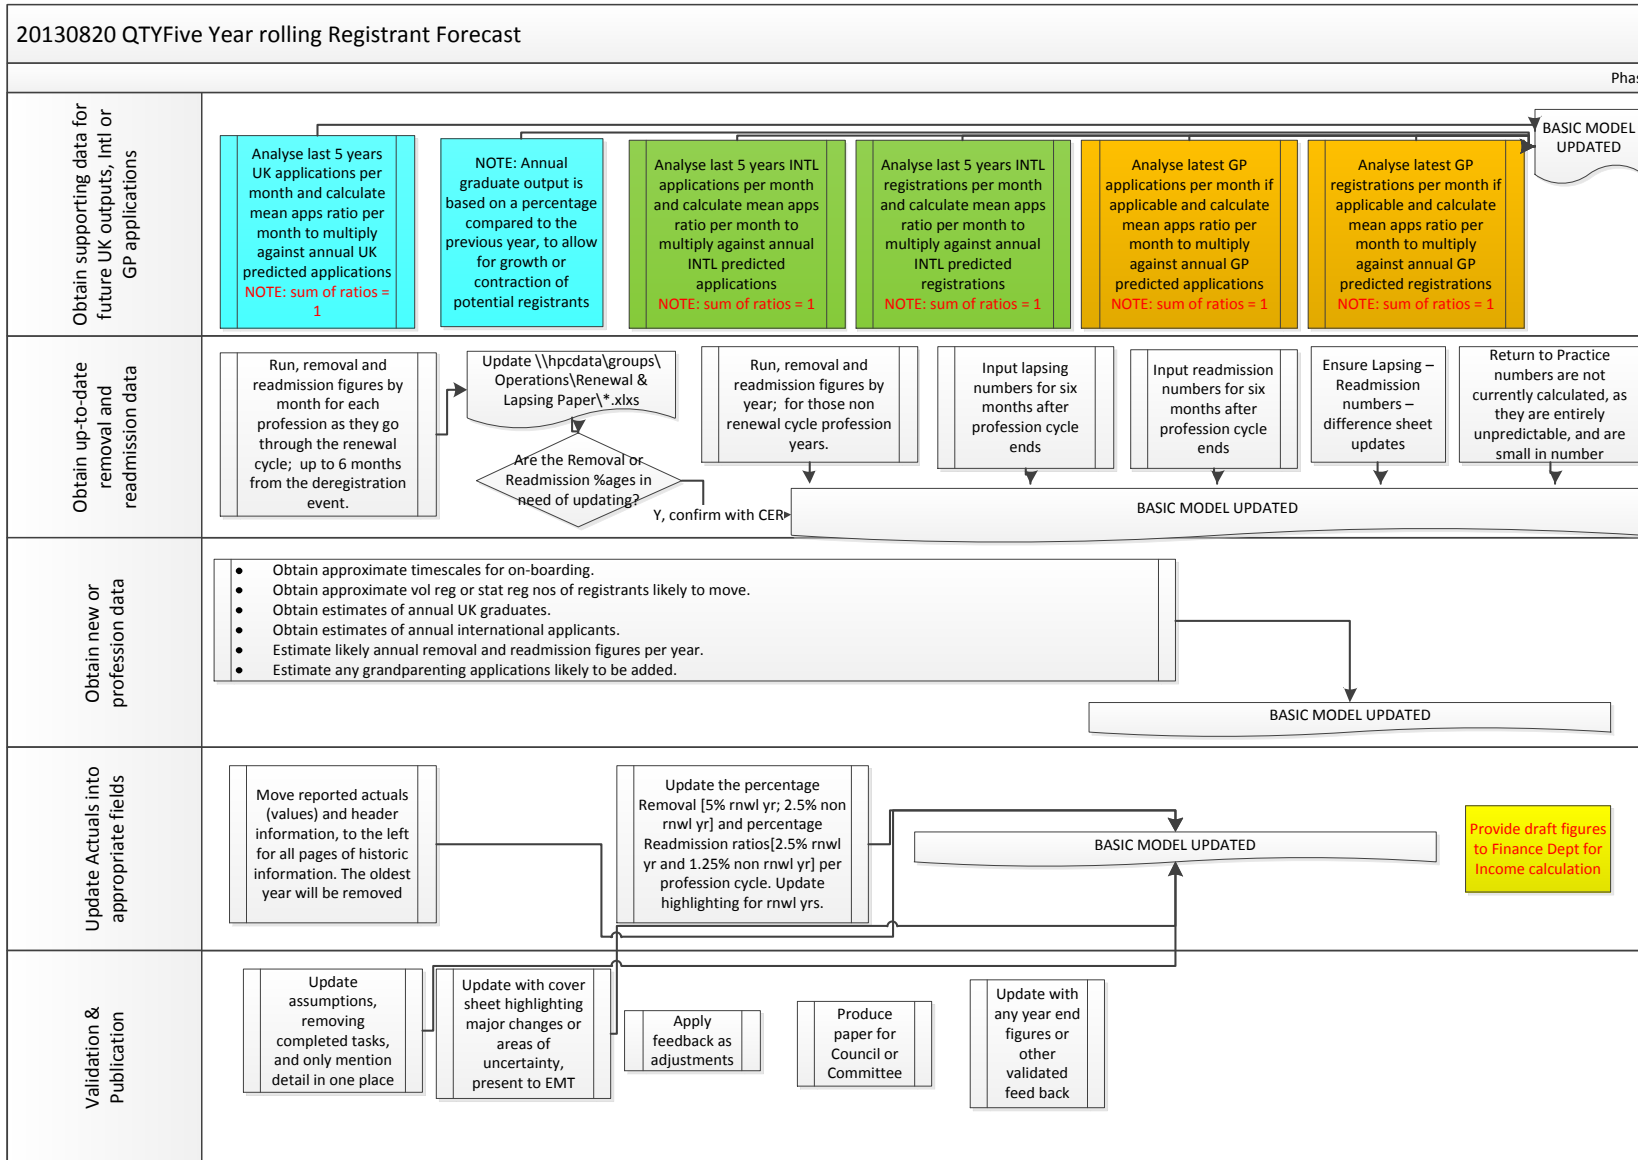 20130820 QTYFive Year rolling Registrant Forecast
Phas
Obtain supporting data for
future UK outputs, Intl or
GP applications
Analyse last 5 years
UK applications per
month and calculate
mean apps ratio per
month to multiply
against annual UK
predicted applications
NOTE: sum of ratios =
1
NOTE: Annual
graduate output is
based on a percentage
compared to the
previous year, to allow
for growth or
contraction of
potential registrants
Analyse last 5 years INTL
applications per month
and calculate mean apps
ratio per month to
multiply against annual
INTL predicted
applications
NOTE: sum of ratios = 1
Analyse last 5 years INTL
registrations per month
and calculate mean apps
ratio per month to
multiply against annual
INTL predicted
registrations
NOTE: sum of ratios = 1
Analyse latest GP
applications per month if
applicable and calculate
mean apps ratio per
month to multiply
against annual GP
predicted applications
NOTE: sum of ratios = 1
Analyse latest GP
registrations per month if
applicable and calculate
mean apps ratio per
month to multiply
against annual GP
predicted registrations
NOTE: sum of ratios = 1
BASIC MODEL
UPDATED
Obtain up-to-date
removal and
readmission data
Run, removal and
readmission figures by
month for each
profession as they go
through the renewal
cycle;  up to 6 months
from the deregistration
event.
Update \\hpcdata\groups\
Operations\Renewal &
Lapsing Paper\*.xlxs
Are the Removal or
Readmission %ages in
need of updating?
Y, confirm with CER
Run, removal and
readmission figures by
year;  for those non
renewal cycle profession
years.
Input lapsing
numbers for six
months after
profession cycle
ends
Input readmission
numbers for six
months after
profession cycle
ends
Ensure Lapsing –
Readmission
numbers –
difference sheet
updates
Return to Practice
numbers are not
currently calculated, as
they are entirely
unpredictable, and are
small in number
BASIC MODEL UPDATED
Obtain new or
profession data
• Obtain approximate timescales for on-boarding.
• Obtain approximate vol reg or stat reg nos of registrants likely to move.
• Obtain estimates of annual UK graduates.
• Obtain estimates of annual international applicants.
• Estimate likely annual removal and readmission figures per year.
• Estimate any grandparenting applications likely to be added.
BASIC MODEL UPDATED
Update Actuals into
appropriate fields
Move reported actuals
(values) and header
information, to the left
for all pages of historic
information. The oldest
year will be removed
Update the percentage
Removal [5% rnwl yr; 2.5% non
rnwl yr] and percentage
Readmission ratios[2.5% rnwl
yr and 1.25% non rnwl yr] per
profession cycle. Update
highlighting for rnwl yrs.
BASIC MODEL UPDATED
Provide draft figures
to Finance Dept for
Income calculation
Validation &
Publication
Update
assumptions,
removing
completed tasks,
and only mention
detail in one place
Update with cover
sheet highlighting
major changes or
areas of
uncertainty,
present to EMT
Apply
feedback as
adjustments
Produce
paper for
Council or
Committee
Update with
any year end
figures or
other
validated
feed back